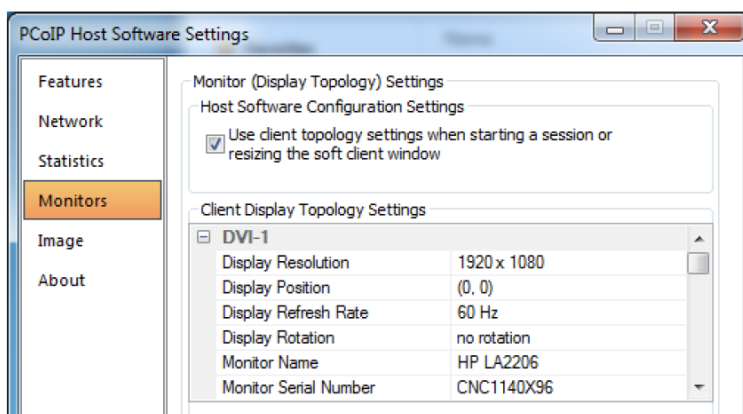 PCoIP Host Software Settings
Features
Network
Statistics
Monitors
Image
About
Monitor (Display Topology) Settings
Host Software Configuration Settings
Use client topology settings when starting a session or
resizing the soft client window
Client Display Topology Settings
DVI-1
Display Resolution 1920 x 1080
Display Position (0, 0)
Display Refresh Rate 60 Hz
Display Rotation no rotation
Monitor Name HP LA2206
Monitor Serial Number CNC1140X96